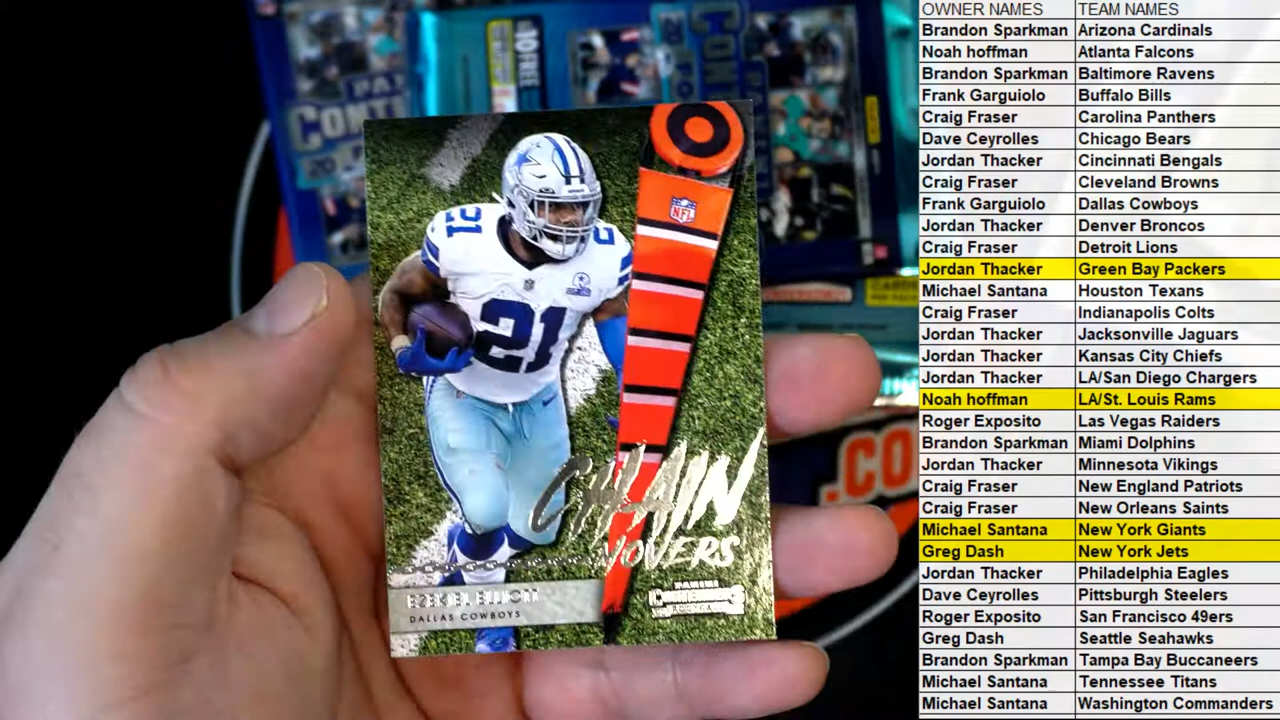 21
2
21
NFL
CHAIN
MOVERS
EZEKIEL ELLIOTT
DALLAS COWBOYS
PANINI
CONTENDERS
FOOTBALL
.CO
OWNER NAMES TEAM NAMES
Brandon Sparkman Arizona Cardinals
Noah hoffman Atlanta Falcons
Brandon Sparkman Baltimore Ravens
Frank Garguiolo Buffalo Bills
Craig Fraser Carolina Panthers
Dave Ceyrolles Chicago Bears
Jordan Thacker Cincinnati Bengals
Craig Fraser Cleveland Browns
Frank Garguiolo Dallas Cowboys
Jordan Thacker Denver Broncos
Craig Fraser Detroit Lions
Jordan Thacker Green Bay Packers
Michael Santana Houston Texans
Craig Fraser Indianapolis Colts
Jordan Thacker Jacksonville Jaguars
Jordan Thacker Kansas City Chiefs
Jordan Thacker LA/San Diego Chargers
Noah hoffman LA/St. Louis Rams
Roger Exposito Las Vegas Raiders
Brandon Sparkman Miami Dolphins
Jordan Thacker Minnesota Vikings
Craig Fraser New England Patriots
Craig Fraser New Orleans Saints
Michael Santana New York Giants
Greg Dash New York Jets
Jordan Thacker Philadelphia Eagles
Dave Ceyrolles Pittsburgh Steelers
Roger Exposito San Francisco 49ers
Greg Dash Seattle Seahawks
Brandon Sparkman Tampa Bay Buccaneers
Michael Santana Tennessee Titans
Michael Santana Washington Commanders